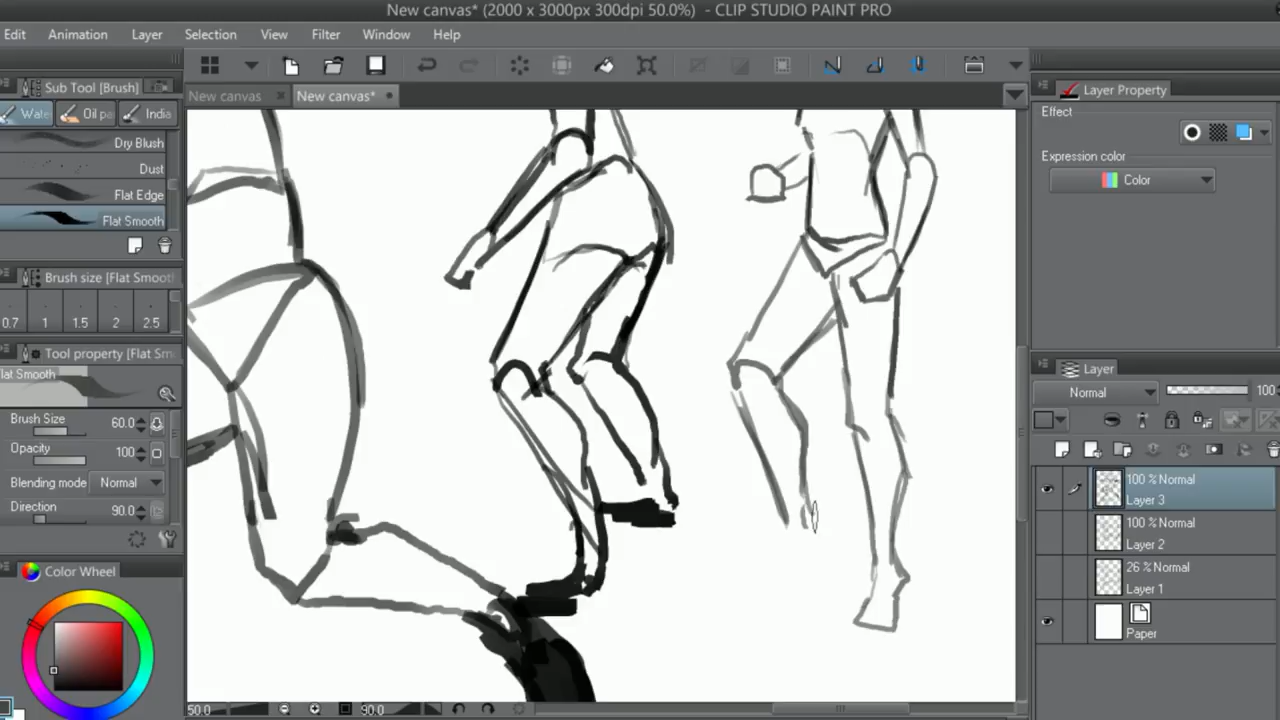 New canvas* (2000 x 3000px 300dpi 50.0%) - CLIP STUDIO PAINT PRO
Edit Animation Layer Selection View Filter Window Help
Sub Tool [Brush]
New canvas New canvas*
Wate Oil pa India
Dry Blush
Dust
Flat Edge
Flat Smooth
Brush size [Flat Smoot
0.7 1 1.5 2 2.5
Tool property [Flat Sm
Flat Smooth
Brush Size 60.0
Opacity 100
Blending mode Normal
Direction 90.0
Color Wheel
50.0 90.0
Layer Property
Effect
Expression color
Color
Layer
Normal 100
100 % Normal
Layer 3
100 % Normal
Layer 2
26 % Normal
Layer 1
Paper